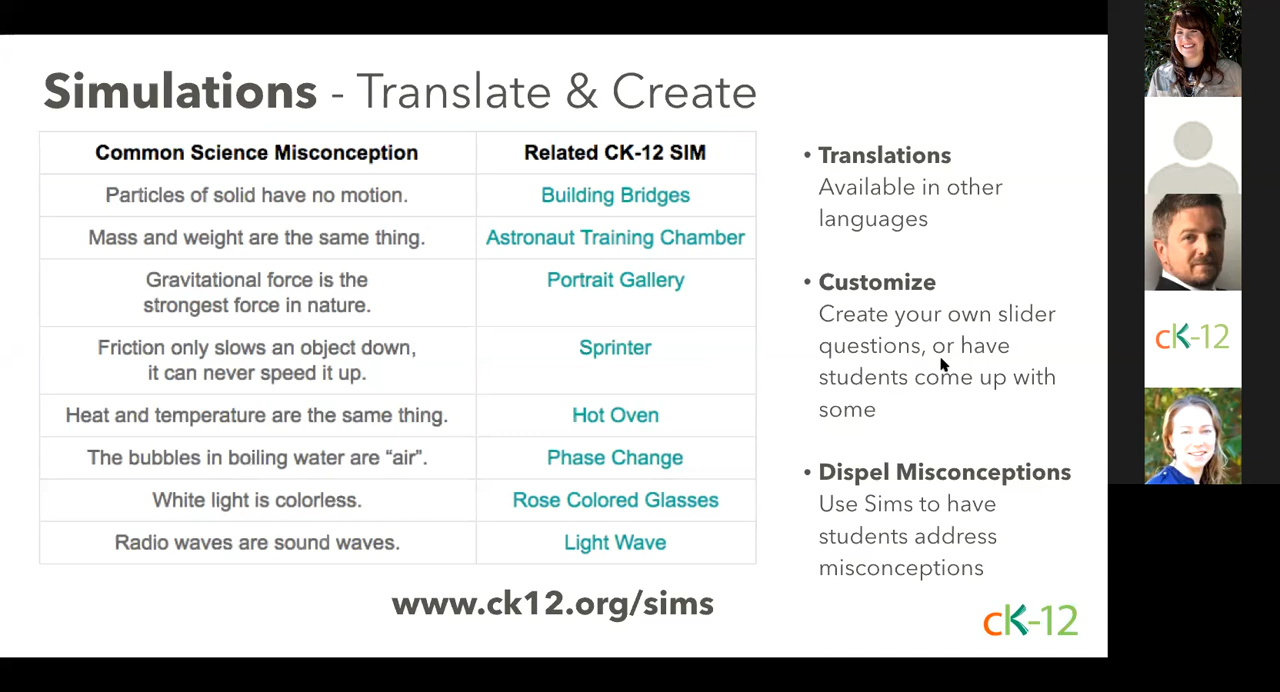 Simulations - Translate & Create
Common Science Misconception
Related CK-12 SIM
Particles of solid have no motion.
Building Bridges
Mass and weight are the same thing.
Astronaut Training Chamber
Gravitational force is the
strongest force in nature.
Portrait Gallery
Friction only slows an object down,
it can never speed it up.
Sprinter
Heat and temperature are the same thing.
Hot Oven
The bubbles in boiling water are “air”.
Phase Change
White light is colorless.
Rose Colored Glasses
Radio waves are sound waves.
Light Wave
www.ck12.org/sims
• Translations
Available in other
languages
• Customize
Create your own slider
questions, or have
students come up with
some
• Dispel Misconceptions
Use Sims to have
students address
misconceptions
cK-12
cK-12